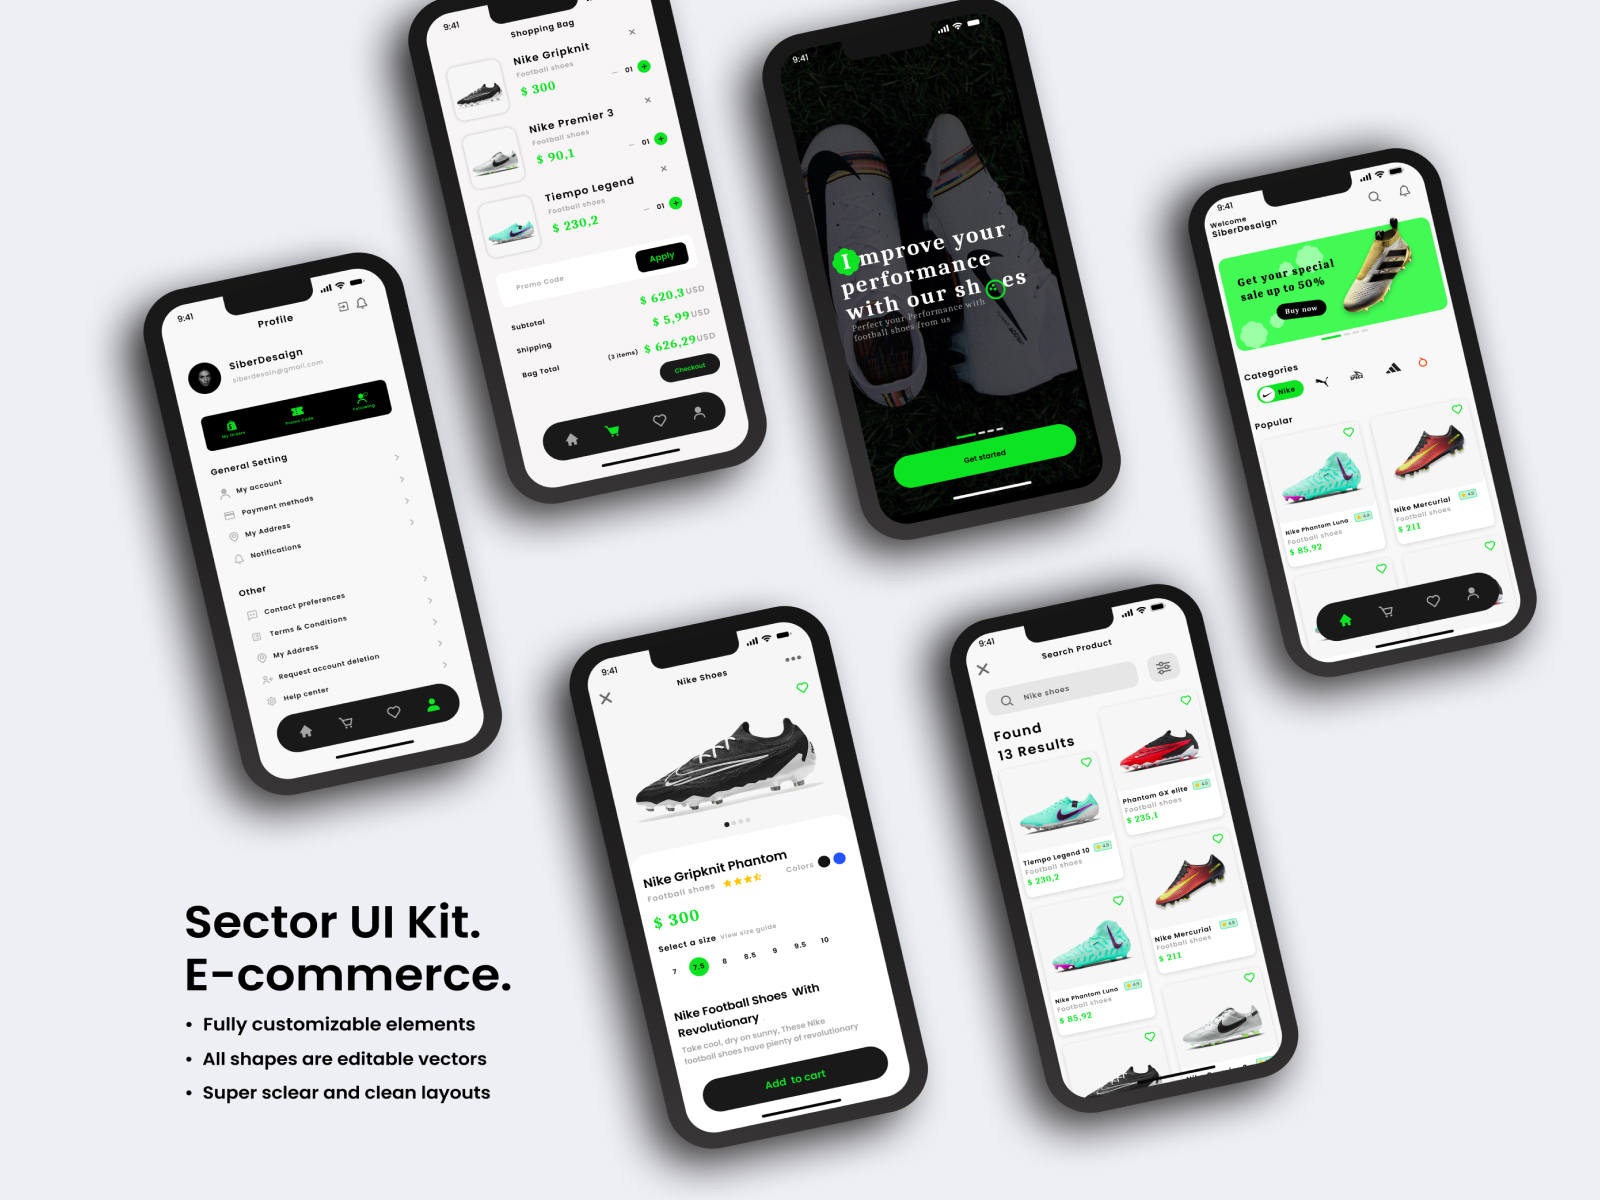 9:41
Shopping Bag
Nike Gripknit
Football shoes
$ 300
01
Nike Premier 3
Football shoes
$ 90,1
01
Tiempo Legend
Football shoes
$ 230,2
01
Promo Code
Apply
Subtotal
$ 620,3 USD
Shipping
$ 5,99 USD
Bag Total
(3 items)
$ 626,29 USD
Checkout
9:41
Improve your
performance
with our shoes
Perfect your Performance with
football shoes from us
Get started
9:41
Welcome
SiberDesaign
Get your special
sale up to 50%
Buy now
Categories
Nike
Popular
Nike Phantom Luna
4.9
Football shoes
$ 85,92
Nike Mercurial
4.9
Football shoes
$ 211
9:41
Profile
SiberDesaign
siberdesain@gmail.com
My Orders
Promo Code
Following
General Setting
My account
Payment methods
My Address
Notifications
Other
Contact preferences
Terms & Conditions
My Address
Request account deletion
Help center
9:41
Nike Shoes
Nike Gripknit Phantom
Football shoes
Colors
$ 300
Select a size
View size guide
7
7.5
8
8.5
9
9.5
10
Nike Football Shoes With
Revolutionary
Take cool, dry on sunny, These Nike
football shoes have plenty of revolutionary
Add to cart
9:41
Search Product
Nike shoes
Found
13 Results
Tiempo Legend 10
4.9
Football shoes
$ 230,2
Phantom GX elite
4.9
Football shoes
$ 235,1
Nike Phantom Luna
4.9
Football shoes
$ 85,92
Nike Mercurial
4.9
Football shoes
$ 211
Sector UI Kit.
E-commerce.
• Fully customizable elements
• All shapes are editable vectors
• Super sclear and clean layouts